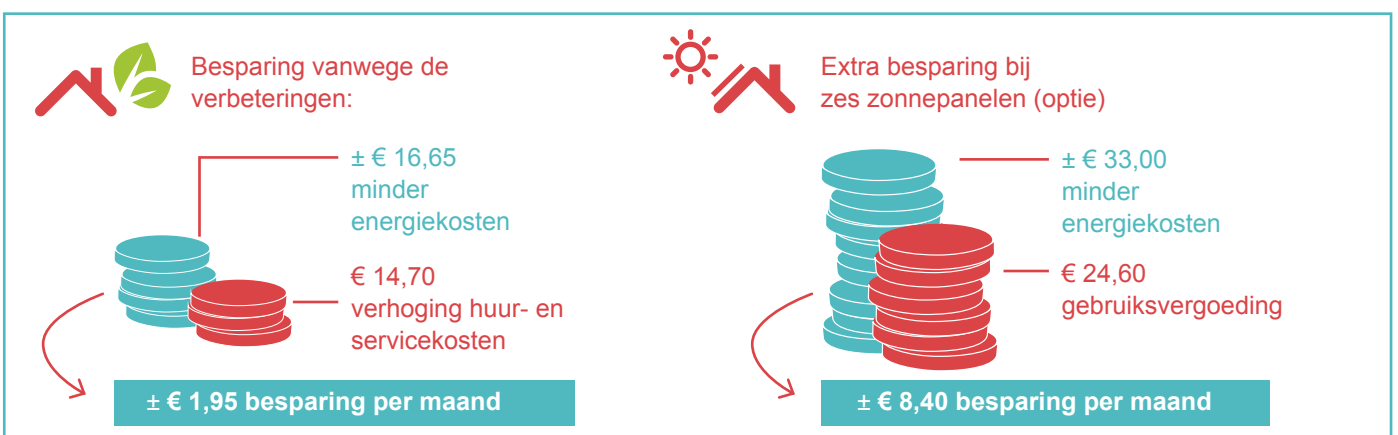 Besparing vanwege de
verbeteringen:
± € 16,65
minder
energiekosten
€ 14,70
verhoging huur- en
servicekosten
± € 1,95 besparing per maand
Extra besparing bij
zes zonnepanelen (optie)
± € 33,00
minder
energiekosten
€ 24,60
gebruiksvergoeding
± € 8,40 besparing per maand